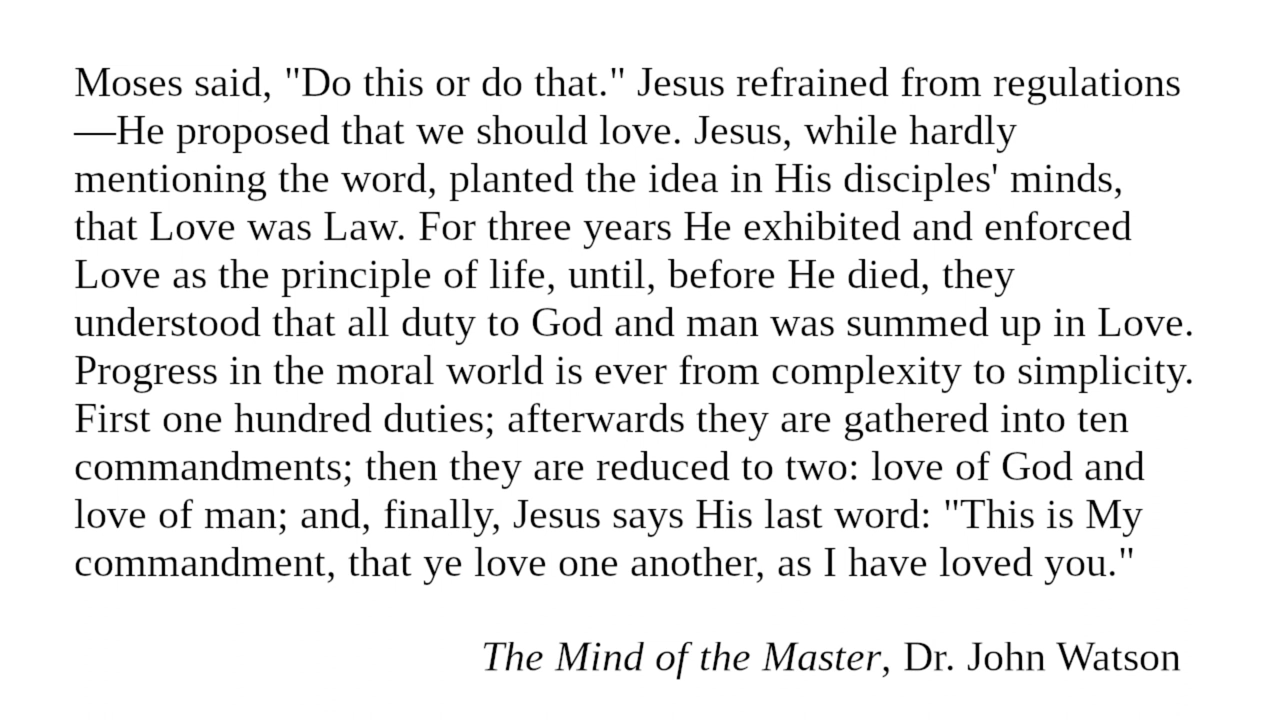 Moses said, "Do this or do that." Jesus refrained from regulations
—He proposed that we should love. Jesus, while hardly
mentioning the word, planted the idea in His disciples' minds,
that Love was Law. For three years He exhibited and enforced
Love as the principle of life, until, before He died, they
understood that all duty to God and man was summed up in Love.
Progress in the moral world is ever from complexity to simplicity.
First one hundred duties; afterwards they are gathered into ten
commandments; then they are reduced to two: love of God and
love of man; and, finally, Jesus says His last word: "This is My
commandment, that ye love one another, as I have loved you."
The Mind of the Master, Dr. John Watson